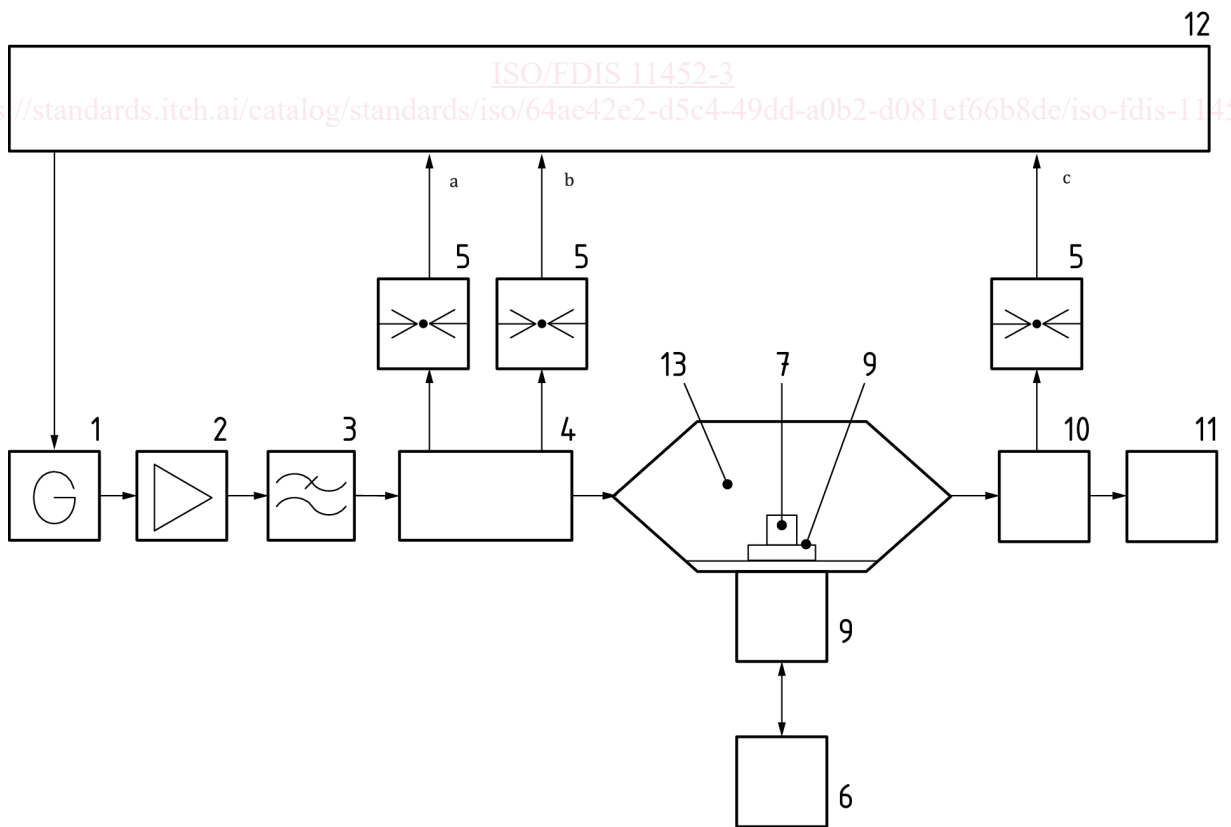 12
ISO/FDIS 11452-3
s://standards.iteh.ai/catalog/standards/iso/64ae42e2-d5c4-49dd-a0b2-d081ef66b8de/iso-fdis-1145
a b c
5 5 5
13 7 9
1 2 3 4 10 11
G
9
6